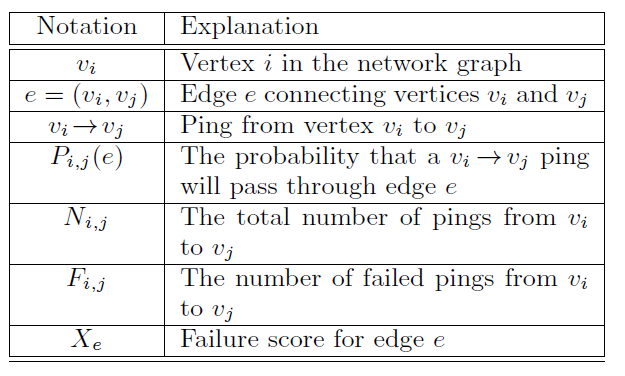 Notation Explanation
v_i Vertex i in the network graph
e = (v_i, v_j) Edge e connecting vertices v_i and v_j
v_i → v_j Ping from vertex v_i to v_j
P_{i,j}(e) The probability that a v_i → v_j ping
will pass through edge e
N_{i,j} The total number of pings from v_i
to v_j
F_{i,j} The number of failed pings from v_i
to v_j
X_e Failure score for edge e